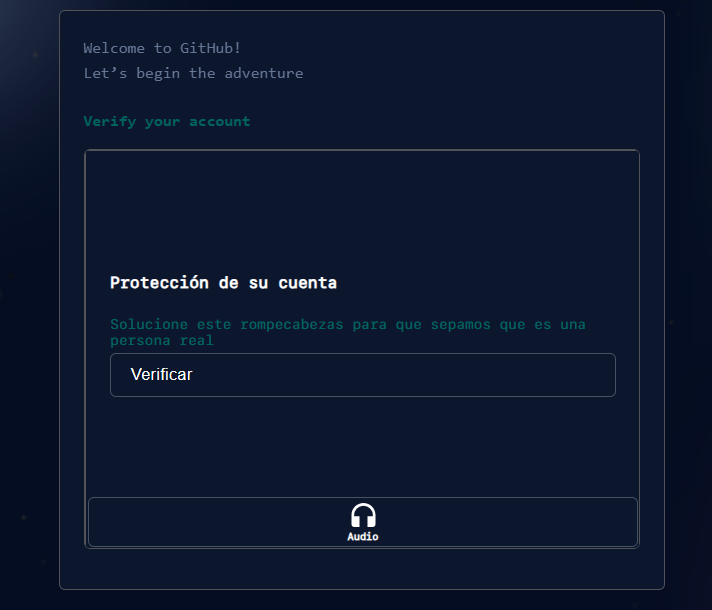 Welcome to GitHub!
Let’s begin the adventure
Verify your account
Protección de su cuenta
Solucione este rompecabezas para que sepamos que es una
persona real
Verificar
Audio